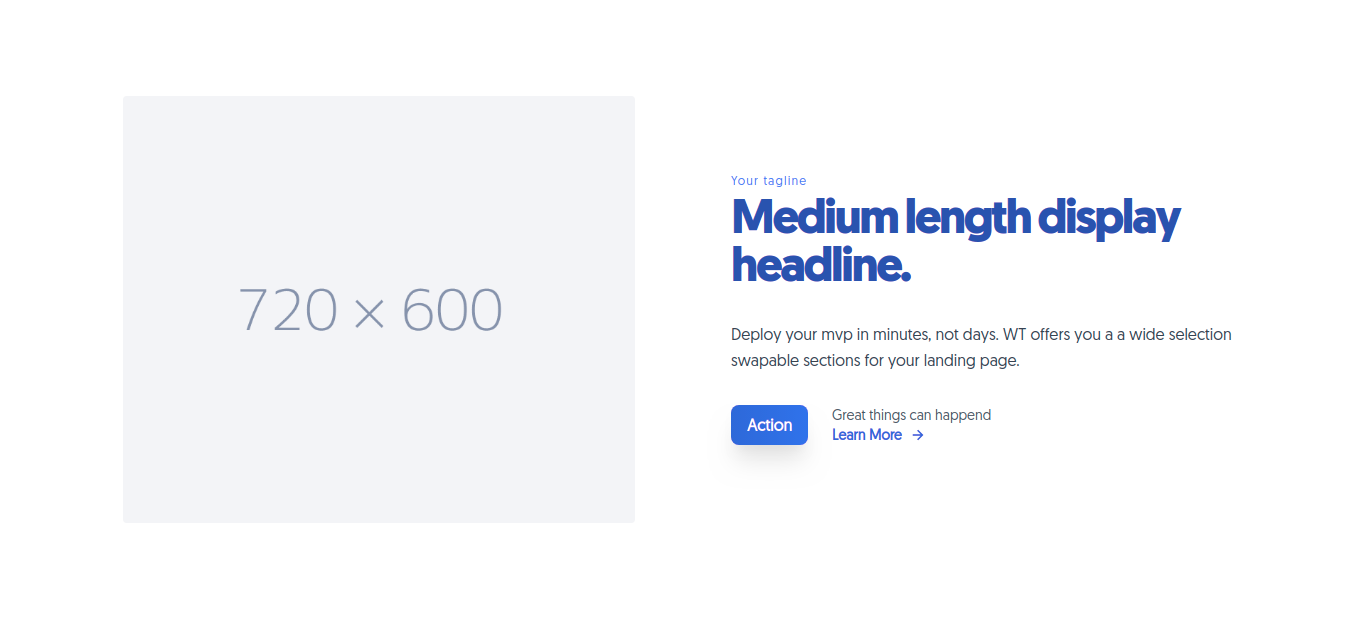 720 × 600
Your tagline
Medium length display
headline.
Deploy your mvp in minutes, not days. WT offers you a a wide selection
swapable sections for your landing page.
Action
Great things can happend
Learn More →